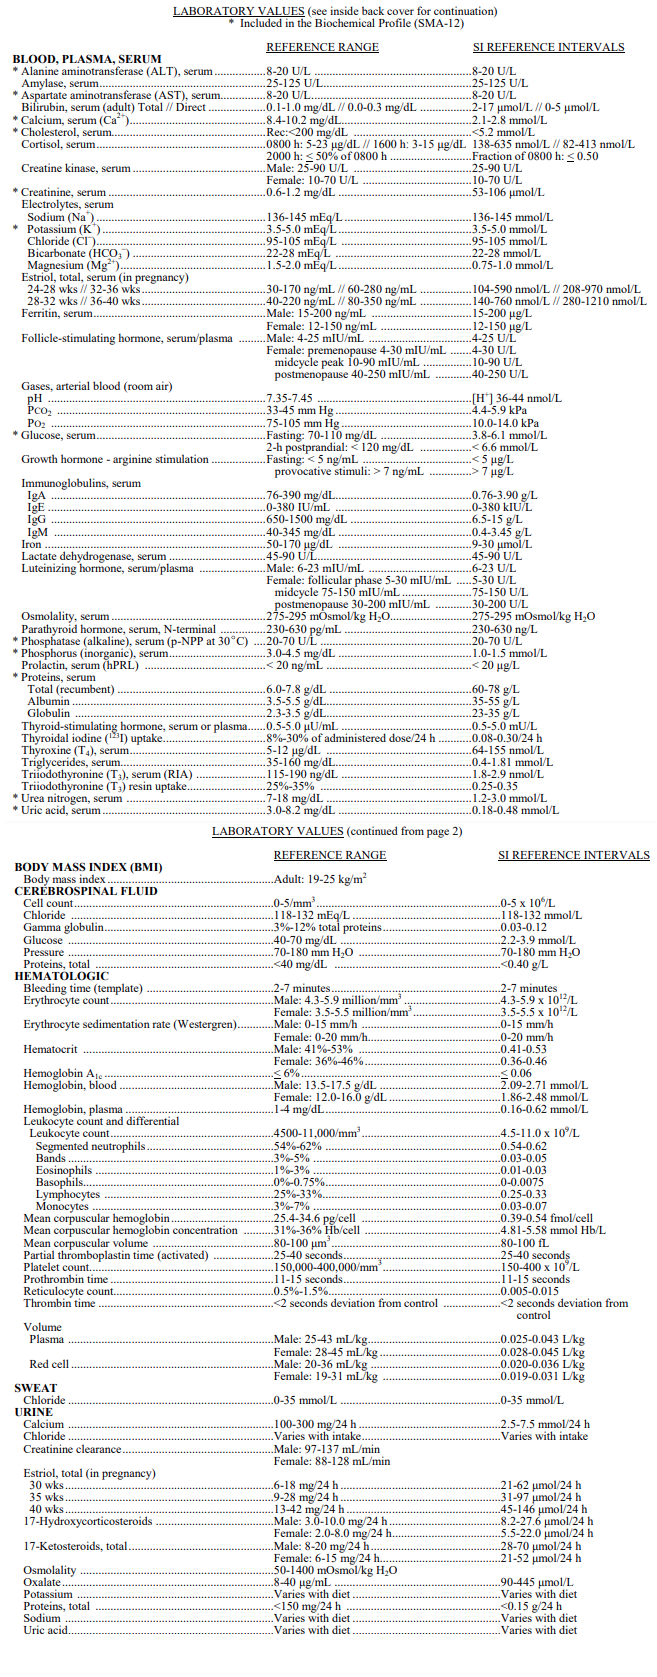 LABORATORY VALUES (see inside back cover for continuation)
* Included in the Biochemical Profile (SMA-12)
REFERENCE RANGE SI REFERENCE INTERVALS
BLOOD, PLASMA, SERUM
* Alanine aminotransferase (ALT), serum 8-20 U/L 8-20 U/L
Amylase, serum 25-125 U/L 25-125 U/L
* Aspartate aminotransferase (AST), serum 8-20 U/L 8-20 U/L
Bilirubin, serum (adult) Total // Direct 0.1-1.0 mg/dL // 0.0-0.3 mg/dL 2-17 µmol/L // 0-5 µmol/L
* Calcium, serum (Ca²⁺) 8.4-10.2 mg/dL 2.1-2.8 mmol/L
* Cholesterol, serum Rec:<200 mg/dL <5.2 mmol/L
Cortisol, serum 0800 h: 5-23 µg/dL // 1600 h: 3-15 µg/dL 138-635 nmol/L // 82-413 nmol/L
2000 h: ≤ 50% of 0800 h Fraction of 0800 h: ≤ 0.50
Creatine kinase, serum Male: 25-90 U/L 25-90 U/L
Female: 10-70 U/L 10-70 U/L
* Creatinine, serum 0.6-1.2 mg/dL 53-106 µmol/L
Electrolytes, serum
Sodium (Na⁺) 136-145 mEq/L 136-145 mmol/L
* Potassium (K⁺) 3.5-5.0 mEq/L 3.5-5.0 mmol/L
Chloride (Cl⁻) 95-105 mEq/L 95-105 mmol/L
Bicarbonate (HCO₃⁻) 22-28 mEq/L 22-28 mmol/L
Magnesium (Mg²⁺) 1.5-2.0 mEq/L 0.75-1.0 mmol/L
Estriol, total, serum (in pregnancy)
24-28 wks // 32-36 wks 30-170 ng/mL // 60-280 ng/mL 104-590 nmol/L // 208-970 nmol/L
28-32 wks // 36-40 wks 40-220 ng/mL // 80-350 ng/mL 140-760 nmol/L // 280-1210 nmol/L
Ferritin, serum Male: 15-200 ng/mL 15-200 µg/L
Female: 12-150 ng/mL 12-150 µg/L
Follicle-stimulating hormone, serum/plasma Male: 4-25 mIU/mL 4-25 U/L
Female: premenopause 4-30 mIU/mL 4-30 U/L
midcycle peak 10-90 mIU/mL 10-90 U/L
postmenopause 40-250 mIU/mL 40-250 U/L
Gases, arterial blood (room air)
pH 7.35-7.45 [H⁺] 36-44 nmol/L
PCO₂ 33-45 mm Hg 4.4-5.9 kPa
PO₂ 75-105 mm Hg 10.0-14.0 kPa
* Glucose, serum Fasting: 70-110 mg/dL 3.8-6.1 mmol/L
2-h postprandial: < 120 mg/dL < 6.6 mmol/L
Growth hormone - arginine stimulation Fasting: < 5 ng/mL < 5 µg/L
provocative stimuli: > 7 ng/mL > 7 µg/L
Immunoglobulins, serum
IgA 76-390 mg/dL 0.76-3.90 g/L
IgE 0-380 IU/mL 0-380 kIU/L
IgG 650-1500 mg/dL 6.5-15 g/L
IgM 40-345 mg/dL 0.4-3.45 g/L
Iron 50-170 µg/dL 9-30 µmol/L
Lactate dehydrogenase, serum 45-90 U/L 45-90 U/L
Luteinizing hormone, serum/plasma Male: 6-23 mIU/mL 6-23 U/L
Female: follicular phase 5-30 mIU/mL 5-30 U/L
midcycle 75-150 mIU/mL 75-150 U/L
postmenopause 30-200 mIU/mL 30-200 U/L
Osmolality, serum 275-295 mOsmol/kg H₂O 275-295 mOsmol/kg H₂O
Parathyroid hormone, serum, N-terminal 230-630 pg/mL 230-630 ng/L
* Phosphatase (alkaline), serum (p-NPP at 30°C) 20-70 U/L 20-70 U/L
* Phosphorus (inorganic), serum 3.0-4.5 mg/dL 1.0-1.5 mmol/L
Prolactin, serum (hPRL) < 20 ng/mL < 20 µg/L
* Proteins, serum
Total (recumbent) 6.0-7.8 g/dL 60-78 g/L
Albumin 3.5-5.5 g/dL 35-55 g/L
Globulin 2.3-3.5 g/dL 23-35 g/L
Thyroid-stimulating hormone, serum or plasma 0.5-5.0 µU/mL 0.5-5.0 mU/L
Thyroidal iodine (¹²³I) uptake 8%-30% of administered dose/24 h 0.08-0.30/24 h
Thyroxine (T₄), serum 5-12 µg/dL 64-155 nmol/L
Triglycerides, serum 35-160 mg/dL 0.4-1.81 mmol/L
Triiodothyronine (T₃), serum (RIA) 115-190 ng/dL 1.8-2.9 nmol/L
Triiodothyronine (T₃) resin uptake 25%-35% 0.25-0.35
* Urea nitrogen, serum 7-18 mg/dL 1.2-3.0 mmol/L
* Uric acid, serum 3.0-8.2 mg/dL 0.18-0.48 mmol/L
LABORATORY VALUES (continued from page 2)
REFERENCE RANGE SI REFERENCE INTERVALS
BODY MASS INDEX (BMI)
Body mass index Adult: 19-25 kg/m²
CEREBROSPINAL FLUID
Cell count 0-5/mm³ 0-5 x 10⁶/L
Chloride 118-132 mEq/L 118-132 mmol/L
Gamma globulin 3%-12% total proteins 0.03-0.12
Glucose 40-70 mg/dL 2.2-3.9 mmol/L
Pressure 70-180 mm H₂O 70-180 mm H₂O
Proteins, total <40 mg/dL <0.40 g/L
HEMATOLOGIC
Bleeding time (template) 2-7 minutes 2-7 minutes
Erythrocyte count Male: 4.3-5.9 million/mm³ 4.3-5.9 x 10¹²/L
Female: 3.5-5.5 million/mm³ 3.5-5.5 x 10¹²/L
Erythrocyte sedimentation rate (Westergren) Male: 0-15 mm/h 0-15 mm/h
Female: 0-20 mm/h 0-20 mm/h
Hematocrit Male: 41%-53% 0.41-0.53
Female: 36%-46% 0.36-0.46
Hemoglobin A₁c ≤ 6% ≤ 0.06
Hemoglobin, blood Male: 13.5-17.5 g/dL 2.09-2.71 mmol/L
Female: 12.0-16.0 g/dL 1.86-2.48 mmol/L
Hemoglobin, plasma 1-4 mg/dL 0.16-0.62 mmol/L
Leukocyte count and differential
Leukocyte count 4500-11,000/mm³ 4.5-11.0 x 10⁹/L
Segmented neutrophils 54%-62% 0.54-0.62
Bands 3%-5% 0.03-0.05
Eosinophils 1%-3% 0.01-0.03
Basophils 0%-0.75% 0-0.0075
Lymphocytes 25%-33% 0.25-0.33
Monocytes 3%-7% 0.03-0.07
Mean corpuscular hemoglobin 25.4-34.6 pg/cell 0.39-0.54 fmol/cell
Mean corpuscular hemoglobin concentration 31%-36% Hb/cell 4.81-5.58 mmol Hb/L
Mean corpuscular volume 80-100 µm³ 80-100 fL
Partial thromboplastin time (activated) 25-40 seconds 25-40 seconds
Platelet count 150,000-400,000/mm³ 150-400 x 10⁹/L
Prothrombin time 11-15 seconds 11-15 seconds
Reticulocyte count 0.5%-1.5% 0.005-0.015
Thrombin time <2 seconds deviation from control <2 seconds deviation from
control
Volume
Plasma Male: 25-43 mL/kg 0.025-0.043 L/kg
Female: 28-45 mL/kg 0.028-0.045 L/kg
Red cell Male: 20-36 mL/kg 0.020-0.036 L/kg
Female: 19-31 mL/kg 0.019-0.031 L/kg
SWEAT
Chloride 0-35 mmol/L 0-35 mmol/L
URINE
Calcium 100-300 mg/24 h 2.5-7.5 mmol/24 h
Chloride Varies with intake Varies with intake
Creatinine clearance Male: 97-137 mL/min
Female: 88-128 mL/min
Estriol, total (in pregnancy)
30 wks 6-18 mg/24 h 21-62 µmol/24 h
35 wks 9-28 mg/24 h 31-97 µmol/24 h
40 wks 13-42 mg/24 h 45-146 µmol/24 h
17-Hydroxycorticosteroids Male: 3.0-10.0 mg/24 h 8.2-27.6 µmol/24 h
Female: 2.0-8.0 mg/24 h 5.5-22.0 µmol/24 h
17-Ketosteroids, total Male: 8-20 mg/24 h 28-70 µmol/24 h
Female: 6-15 mg/24 h 21-52 µmol/24 h
Osmolality 50-1400 mOsmol/kg H₂O
Oxalate 8-40 µg/mL 90-445 µmol/L
Potassium Varies with diet Varies with diet
Proteins, total <150 mg/24 h <0.15 g/24 h
Sodium Varies with diet Varies with diet
Uric acid Varies with diet Varies with diet